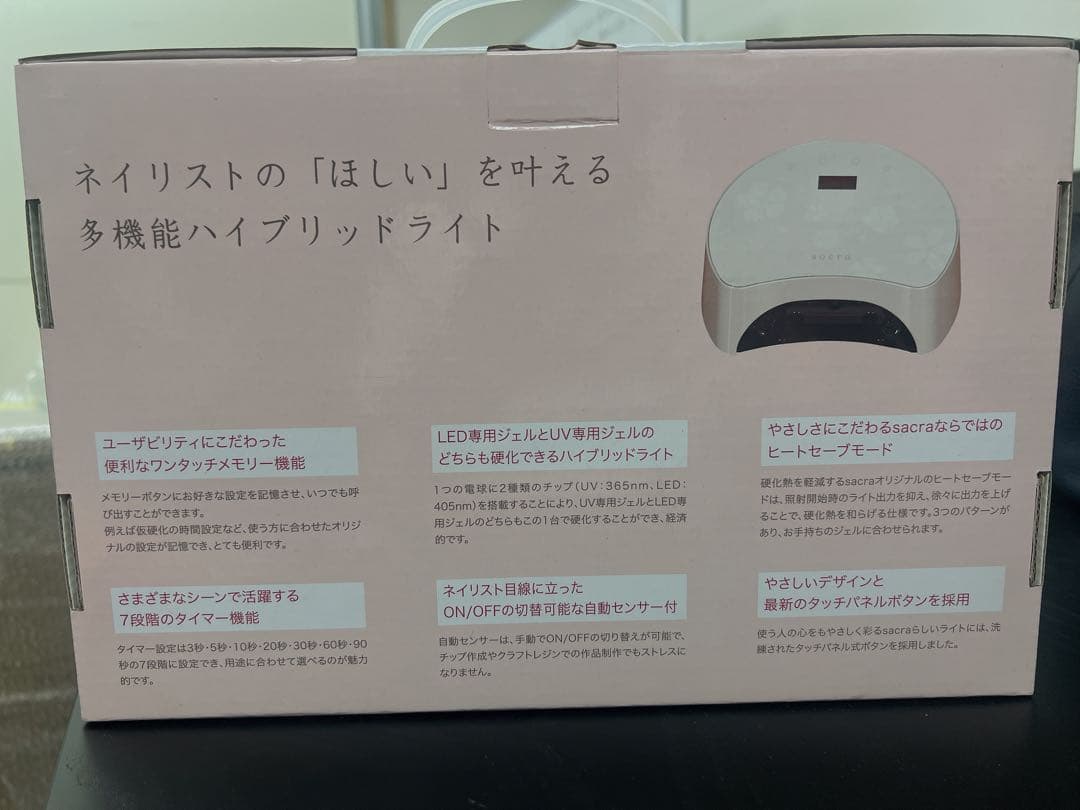 ネイリストの「ほしい」を叶える
多機能ハイブリッドライト
sacra
ユーザビリティにこだわった
便利なワンタッチメモリー機能
メモリーボタンにお好きな設定を記憶させ、いつでも呼
び出すことができます。
例えば仮硬化の時間設定など、使う方に合わせたオリジ
ナルの設定が記憶でき、とても便利です。
LED専用ジェルとUV専用ジェルの
どちらも硬化できるハイブリッドライト
1つの電球に2種類のチップ(UV:365nm、LED:
405nm)を搭載することにより、UV専用ジェルとLED専
用ジェルのどちらもこの1台で硬化することができ、経済
的です。
やさしさにこだわるsacraならではの
ヒートセーブモード
硬化熱を軽減するsacraオリジナルのヒートセーブモー
ドは、照射開始時のライト出力を抑え、徐々に出力を上げ
ることで、硬化熱を和らげる仕様です。3つのパターンが
あり、お手持ちのジェルに合わせられます。
さまざまなシーンで活躍する
7段階のタイマー機能
タイマー設定は3秒・5秒・10秒・20秒・30秒・60秒・90
秒の7段階に設定でき、用途に合わせて選べるのが魅力
的です。
ネイリスト目線に立った
ON/OFFの切替可能な自動センサー付
自動センサーは、手動でON/OFFの切り替えが可能で、
チップ作成やクラフトレジンでの作品制作でもストレスに
なりません。
やさしいデザインと
最新のタッチパネルボタンを採用
使う人の心をもやさしく彩るsacraらしいライトには、洗
練されたタッチパネル式ボタンを採用しました。